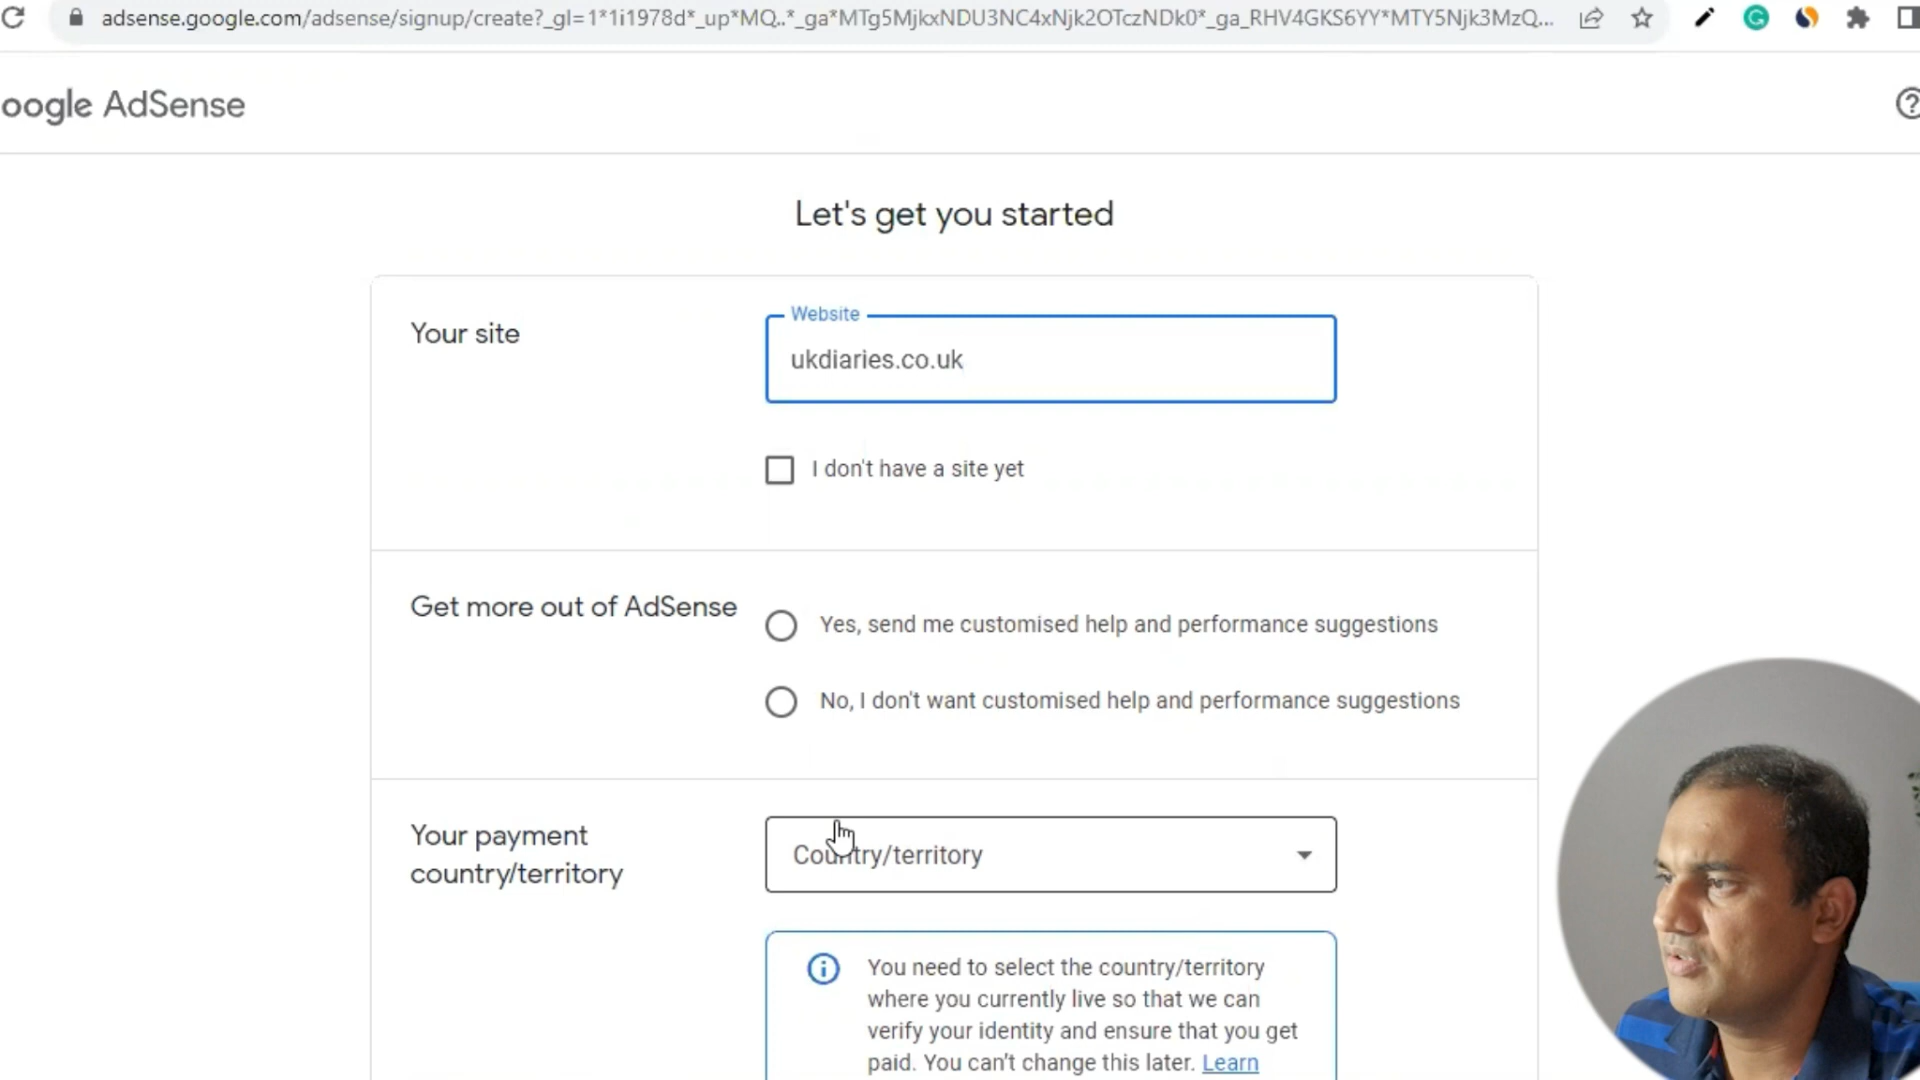 adsense.google.com/adsense/signup/create?_gl=1*1i1978d*_up*MQ..*_ga*MTg5MjkxNDU3NC4xNjk2OTczNDk0*_ga_RHV4GKS6YY*MTY5Njk3MzQ...
oogle AdSense
Let's get you started
Your site
Website
ukdiaries.co.uk
I don't have a site yet
Get more out of AdSense
Yes, send me customised help and performance suggestions
No, I don't want customised help and performance suggestions
Your payment
country/territory
Country/territory
You need to select the country/territory
where you currently live so that we can
verify your identity and ensure that you get
paid. You can't change this later. Learn